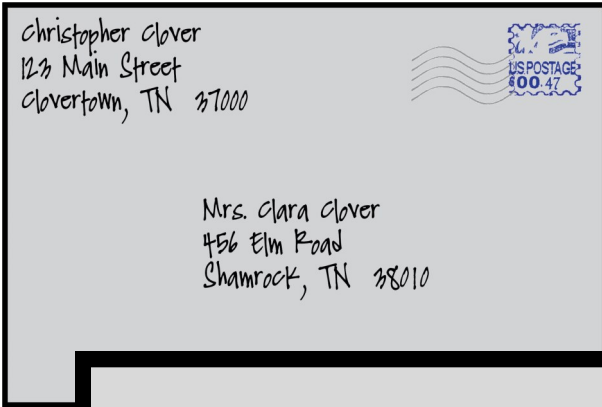 Christopher Clover
123 Main Street
Clovertown, TN 37000
U.S. POSTAGE
$00.47
Mrs. Clara Clover
456 Elm Road
Shamrock, TN 38010